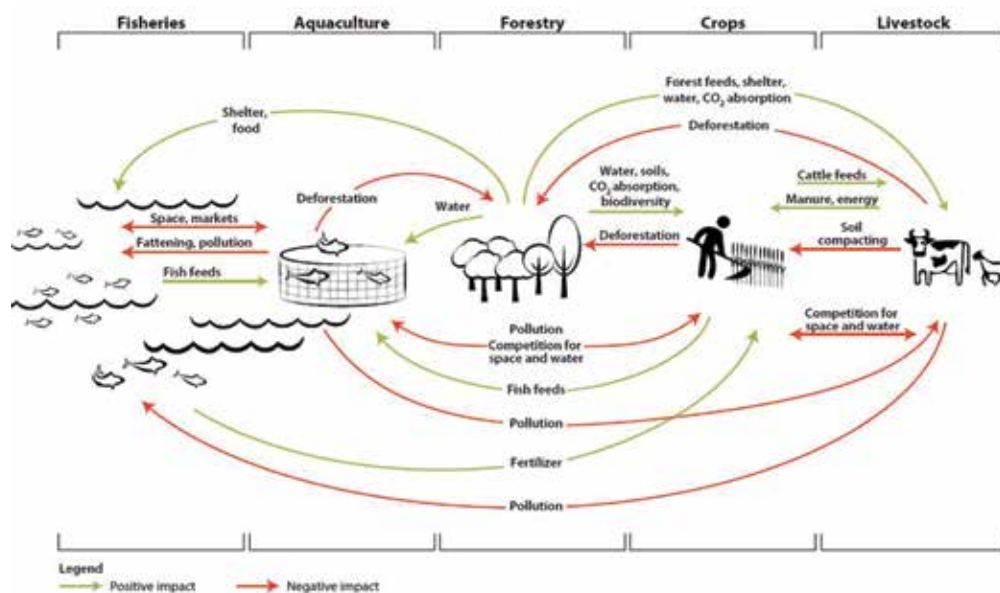 Fisheries
Aquaculture
Forestry
Crops
Livestock
Forest feeds, shelter,
water, CO₂ absorption
Shelter,
food
Deforestation
Deforestation
Water
Water, soils,
CO₂ absorption,
biodiversity
Cattle feeds
Manure, energy
Space, markets
Fattening, pollution
Deforestation
Soil
compacting
Fish feeds
Pollution
Competition for
space and water
Competition for
space and water
Fish feeds
Pollution
Fertilizer
Pollution
Legend
Positive impact
Negative impact